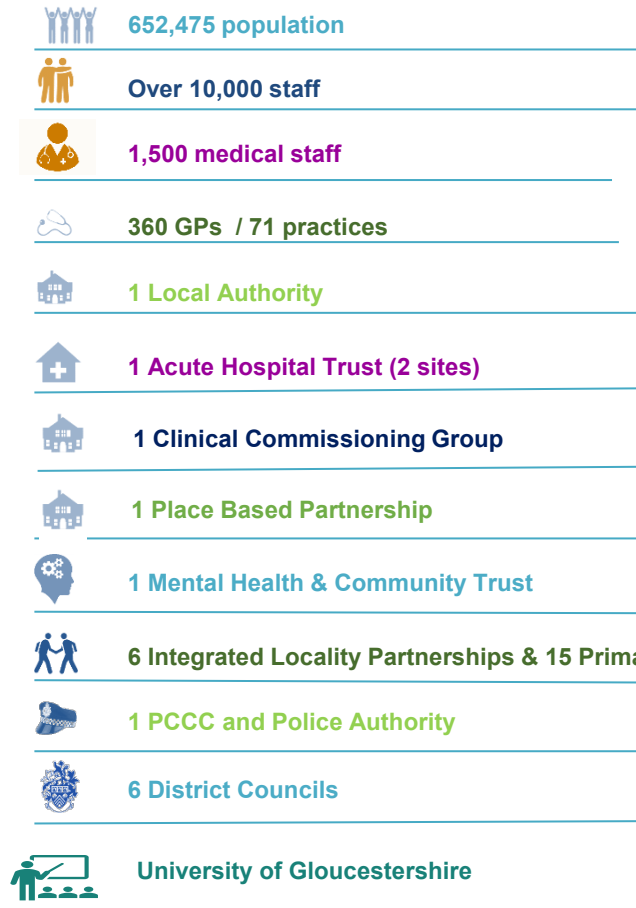 652,475 population
Over 10,000 staff
1,500 medical staff
360 GPs / 71 practices
1 Local Authority
1 Acute Hospital Trust (2 sites)
1 Clinical Commissioning Group
1 Place Based Partnership
1 Mental Health & Community Trust
6 Integrated Locality Partnerships & 15 Prima
1 PCCC and Police Authority
6 District Councils
University of Gloucestershire